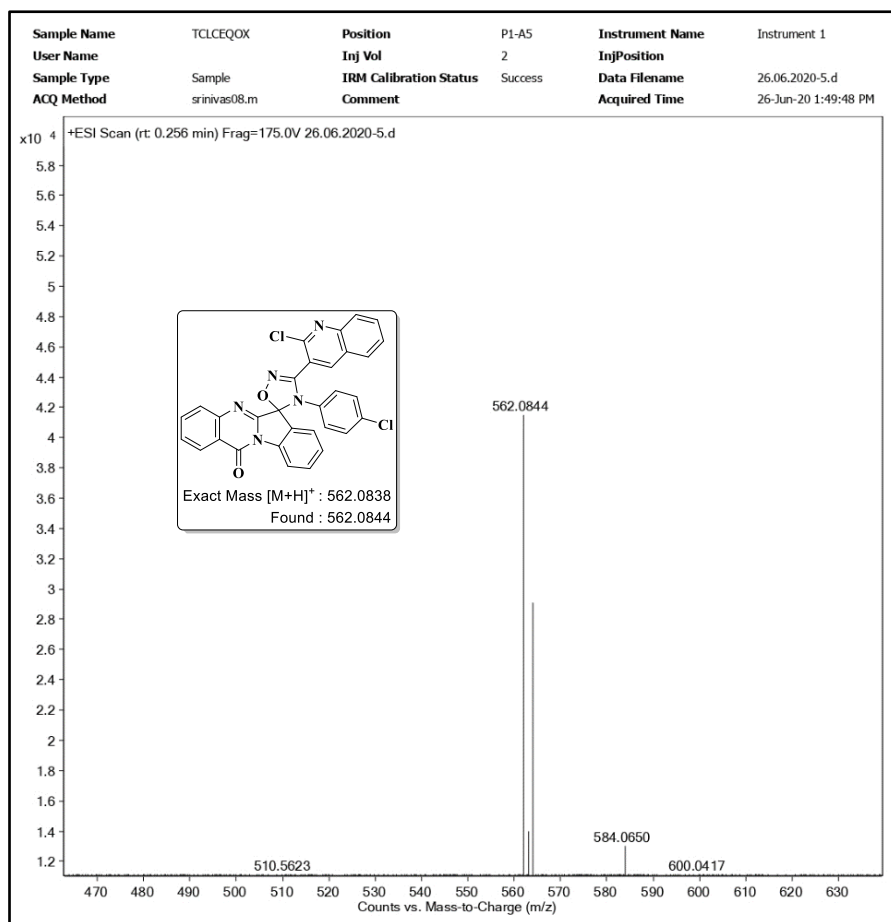 Sample Name TCLCEQOX Position P1-A5 Instrument Name Instrument 1
User Name Inj Vol 2 InjPosition
Sample Type Sample IRM Calibration Status Success Data Filename 26.06.2020-5.d
ACQ Method srinivas08.m Comment Acquired Time 26-Jun-20 1:49:48 PM
x10 4 +ESI Scan (rt: 0.256 min) Frag=175.0V 26.06.2020-5.d
5.8
5.6
5.4
5.2
5
4.8
4.6
4.4
4.2
4
3.8
3.6
3.4
3.2
3
2.8
2.6
2.4
2.2
2
1.8
1.6
1.4
1.2
Cl N
N
O N
N Cl
N
O
Exact Mass [M+H]+ : 562.0838
Found : 562.0844
562.0844
584.0650
510.5623 600.0417
470 480 490 500 510 520 530 540 550 560 570 580 590 600 610 620 630
Counts vs. Mass-to-Charge (m/z)